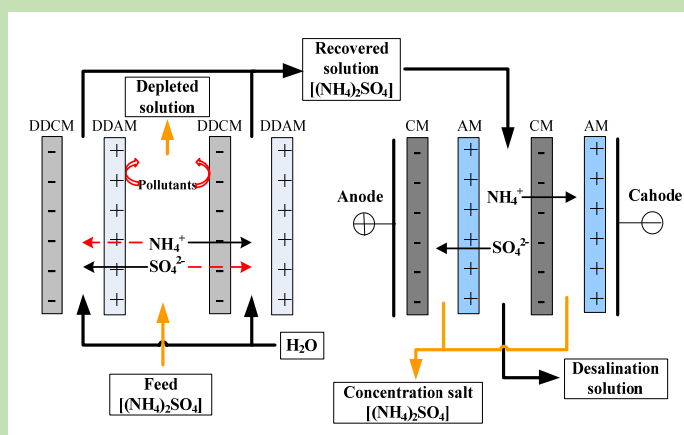 Recovered
solution
[(NH4)2SO4]
Depleted
solution
DDCM DDAM DDCM DDAM
CM AM CM AM
Pollutants
Anode
Cahode
NH4+
SO42-
NH4+
SO42-
H2O
Feed
[(NH4)2SO4]
Concentration salt
[(NH4)2SO4]
Desalination
solution